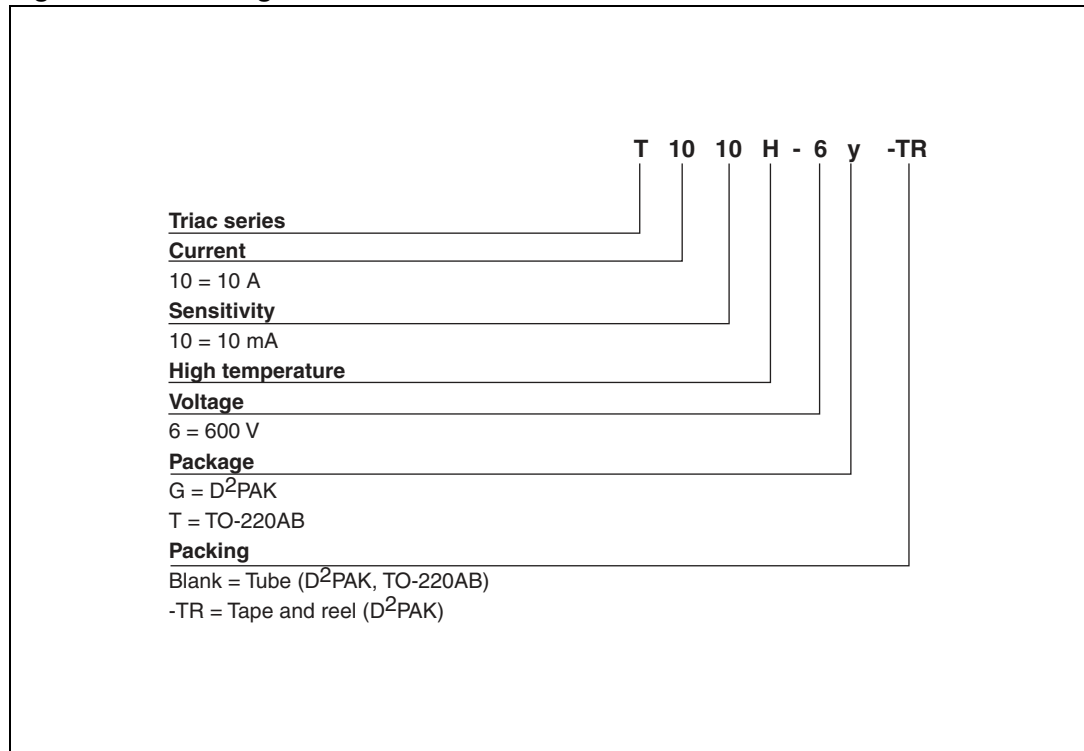 T 10 10 H - 6 y -TR
Triac series
Current
10 = 10 A
Sensitivity
10 = 10 mA
High temperature
Voltage
6 = 600 V
Package
G = D2PAK
T = TO-220AB
Packing
Blank = Tube (D2PAK, TO-220AB)
-TR = Tape and reel (D2PAK)